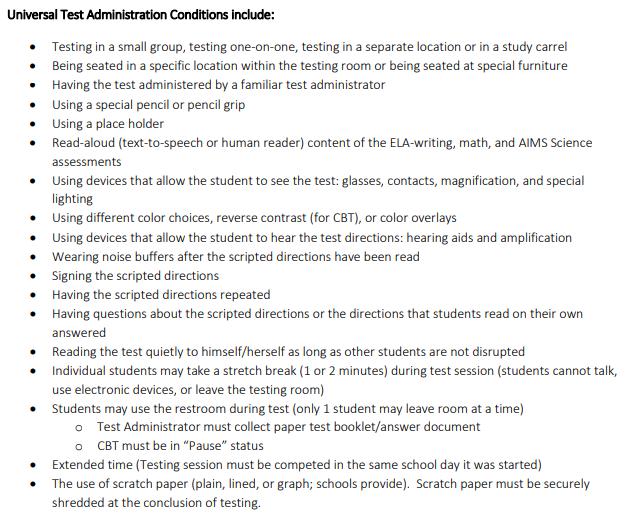 Universal Test Administration Conditions include:
• Testing in a small group, testing one-on-one, testing in a separate location or in a study carrel
• Being seated in a specific location within the testing room or being seated at special furniture
• Having the test administered by a familiar test administrator
• Using a special pencil or pencil grip
• Using a place holder
• Read-aloud (text-to-speech or human reader) content of the ELA-writing, math, and AIMS Science
assessments
• Using devices that allow the student to see the test: glasses, contacts, magnification, and special
lighting
• Using different color choices, reverse contrast (for CBT), or color overlays
• Using devices that allow the student to hear the test directions: hearing aids and amplification
• Wearing noise buffers after the scripted directions have been read
• Signing the scripted directions
• Having the scripted directions repeated
• Having questions about the scripted directions or the directions that students read on their own
answered
• Reading the test quietly to himself/herself as long as other students are not disrupted
• Individual students may take a stretch break (1 or 2 minutes) during test session (students cannot talk,
use electronic devices, or leave the testing room)
• Students may use the restroom during test (only 1 student may leave room at a time)
o Test Administrator must collect paper test booklet/answer document
o CBT must be in “Pause” status
• Extended time (Testing session must be competed in the same school day it was started)
• The use of scratch paper (plain, lined, or graph; schools provide). Scratch paper must be securely
shredded at the conclusion of testing.